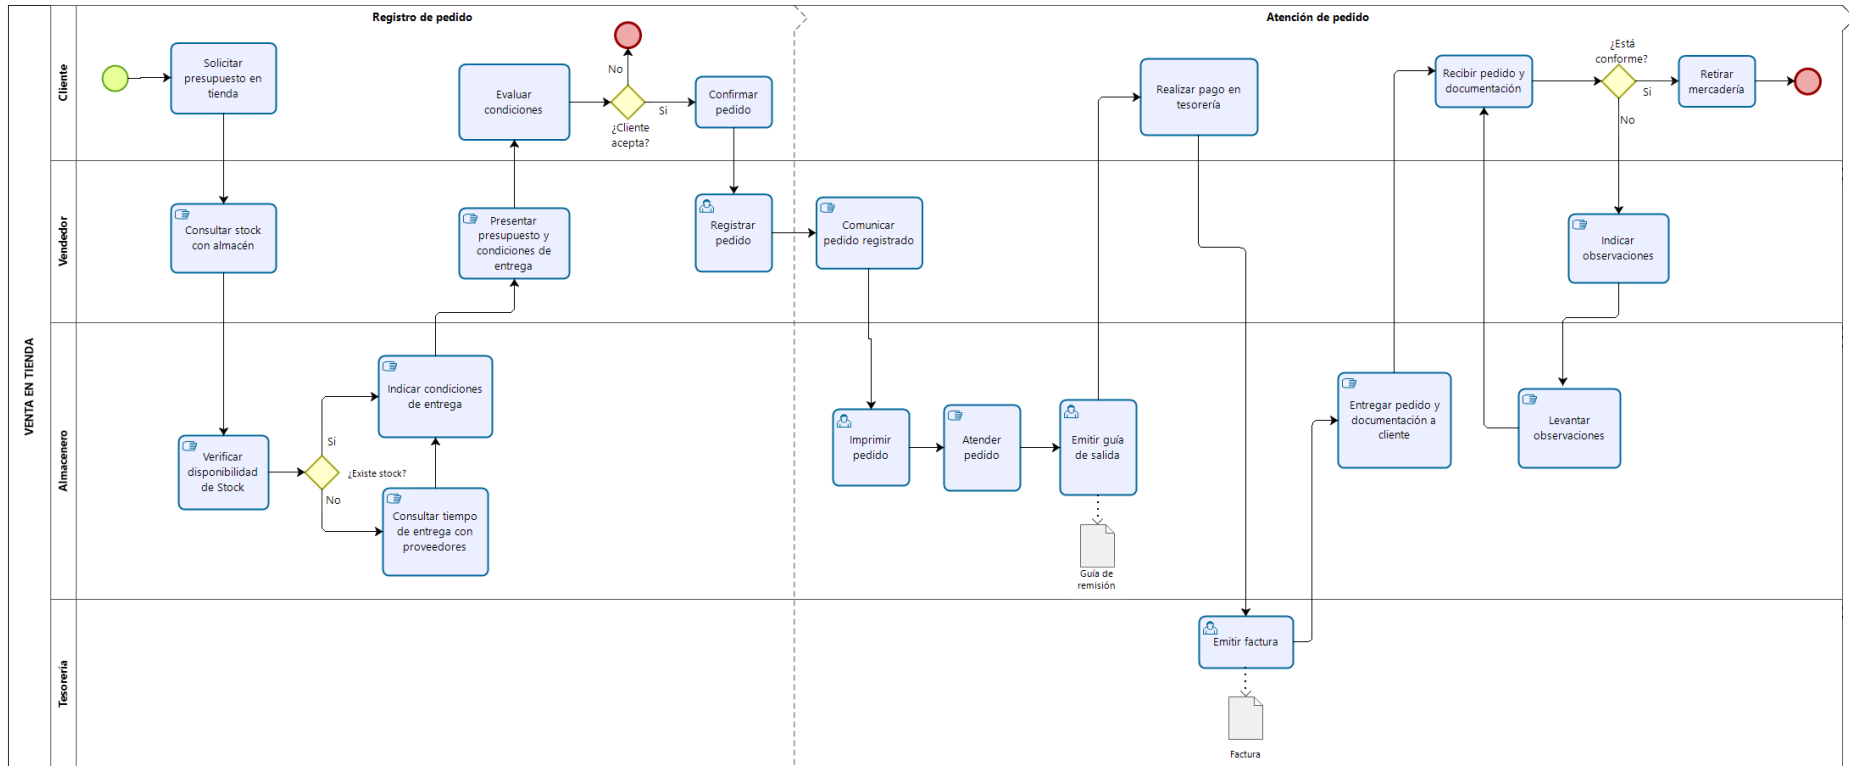 VENTA EN TIENDA
Registro de pedido
Atención de pedido
Cliente
Solicitar
presupuesto en
tienda
Evaluar
condiciones
No
¿Cliente
acepta?
Si
Confirmar
pedido
Realizar pago en
tesorería
Recibir pedido y
documentación
¿Está
conforme?
Si
No
Retirar
mercadería
Vendedor
Consultar stock
con almacén
Presentar
presupuesto y
condiciones de
entrega
Registrar
pedido
Comunicar
pedido registrado
Indicar
observaciones
Almacenero
Verificar
disponibilidad
de Stock
¿Existe stock?
Si
No
Indicar condiciones
de entrega
Consultar tiempo
de entrega con
proveedores
Imprimir
pedido
Atender
pedido
Emitir guía
de salida
Guía de
remisión
Entregar pedido y
documentación a
cliente
Levantar
observaciones
Tesorería
Emitir factura
Factura